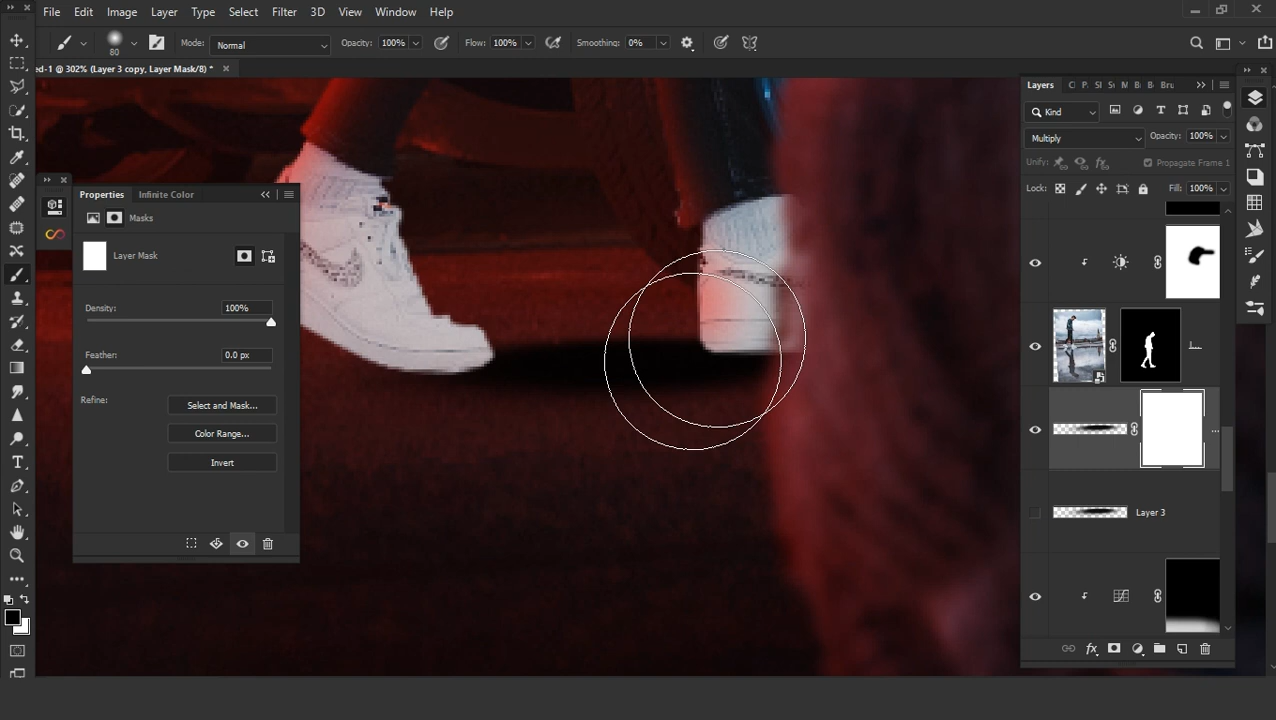 File Edit Image Layer Type Select Filter 3D View Window Help
80 Mode: Normal Opacity: 100% Flow: 100% Smoothing: 0%
ed-1 @ 302% (Layer 3 copy, Layer Mask/8) *
Layers
Kind
Multiply Opacity: 100%
Unify: Propagate Frame 1
Lock: Fill: 100%
Properties Infinite Color
Masks
Layer Mask
Density: 100%
Feather: 0.0 px
Refine: Select and Mask...
Color Range...
Invert
Layer 3